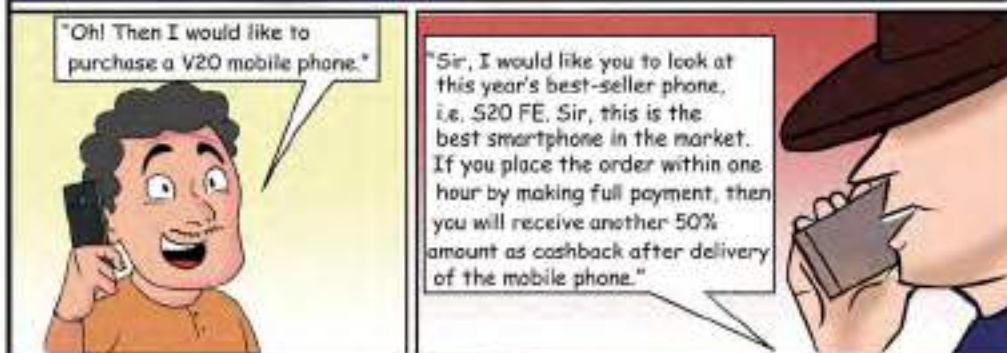 "Oh! Then I would like to
purchase a V20 mobile phone."
"Sir, I would like you to look at
this year's best-seller phone,
i.e. S20 FE. Sir, this is the
best smartphone in the market.
If you place the order within one
hour by making full payment, then
you will receive another 50%
amount as cashback after delivery
of the mobile phone."